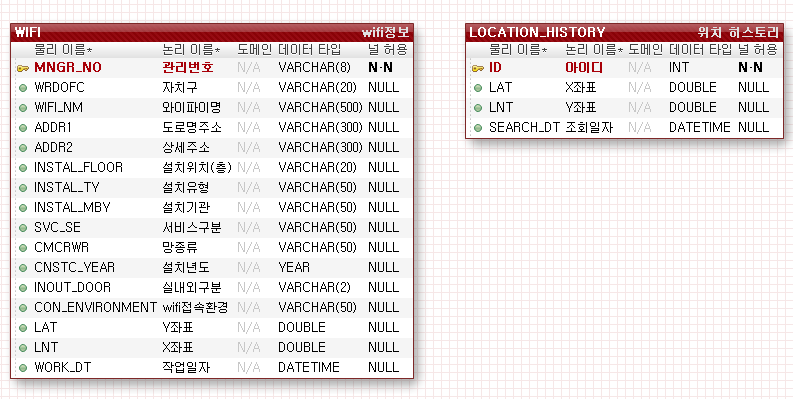 WIFI wifi정보
물리 이름* 논리 이름* 도메인 데이터 타입 널 허용
MNGR_NO 관리번호 N/A VARCHAR(8) N·N
WRDOFC 자치구 N/A VARCHAR(20) NULL
WIFI_NM 와이파이명 N/A VARCHAR(500) NULL
ADDR1 도로명주소 N/A VARCHAR(300) NULL
ADDR2 상세주소 N/A VARCHAR(300) NULL
INSTAL_FLOOR 설치위치(층) N/A VARCHAR(20) NULL
INSTAL_TY 설치유형 N/A VARCHAR(50) NULL
INSTAL_MBY 설치기관 N/A VARCHAR(50) NULL
SVC_SE 서비스구분 N/A VARCHAR(50) NULL
CMCRWR 망종류 N/A VARCHAR(50) NULL
CNSTC_YEAR 설치년도 N/A YEAR NULL
INOUT_DOOR 실내외구분 N/A VARCHAR(2) NULL
CON_ENVIRONMENT wifi접속환경 N/A VARCHAR(50) NULL
LAT Y좌표 N/A DOUBLE NULL
LNT X좌표 N/A DOUBLE NULL
WORK_DT 작업일자 N/A DATETIME NULL
LOCATION_HISTORY 위치 히스토리
물리 이름* 논리 이름* 도메인 데이터 타입 널 허용
ID 아이디 N/A INT N·N
LAT X좌표 N/A DOUBLE NULL
LNT Y좌표 N/A DOUBLE NULL
SEARCH_DT 조회일자 N/A DATETIME NULL